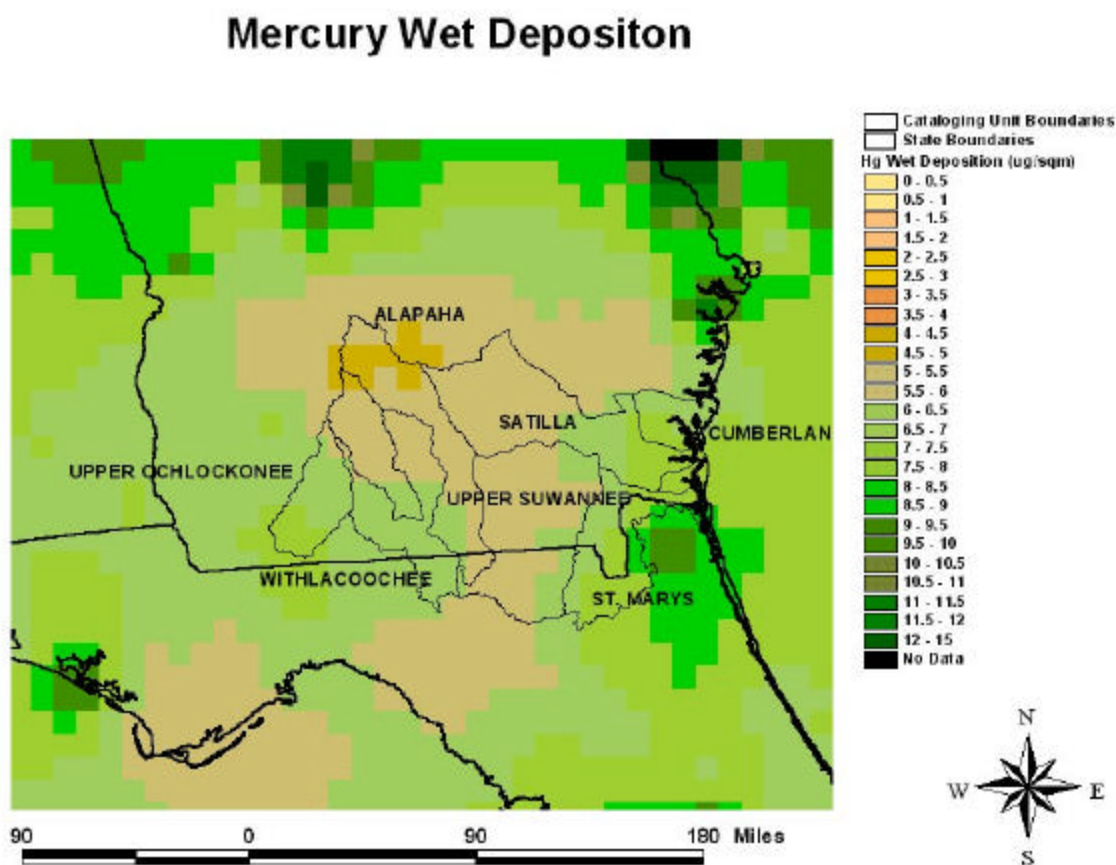 Mercury Wet Depositon
Cataloging Unit Boundaries
State Boundaries
Hg Wet Deposition (ug/sqm)
0 - 0.5
0.5 - 1
1 - 1.5
1.5 - 2
2 - 2.5
2.5 - 3
3 - 3.5
3.5 - 4
4 - 4.5
4.5 - 5
5 - 5.5
5.5 - 6
6 - 6.5
6.5 - 7
7 - 7.5
7.5 - 8
8 - 8.5
8.5 - 9
9 - 9.5
9.5 - 10
10 - 10.5
10.5 - 11
11 - 11.5
11.5 - 12
12 - 15
No Data
ALAPAHA
SATILLA
CUMBERLAN
UPPER OCHLOCKONEE
UPPER SUWANNEE
WITHLACOOCHEE
ST. MARYS
N
W E
S
90 0 90 180 Miles